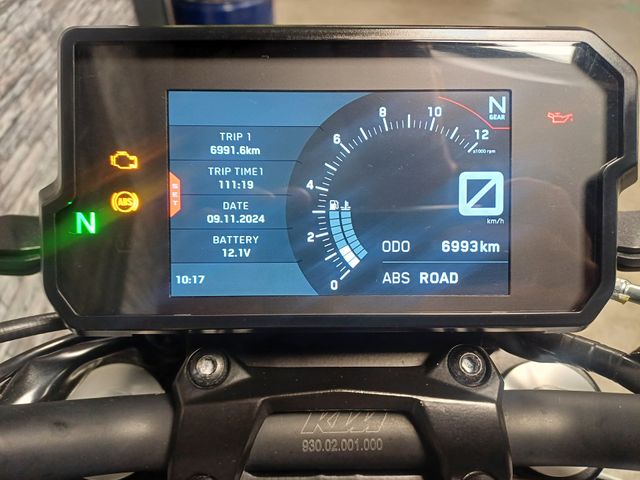 TRIP 1
6991.6km
TRIP TIME1
111:19
DATE
09.11.2024
BATTERY
12.1V
10:17
SET
ABS
N
0
2
4
6
8
10
12
x1000 rpm
N
GEAR
0
km/h
ODO 6993km
ABS ROAD
KTM
930.02.001.000